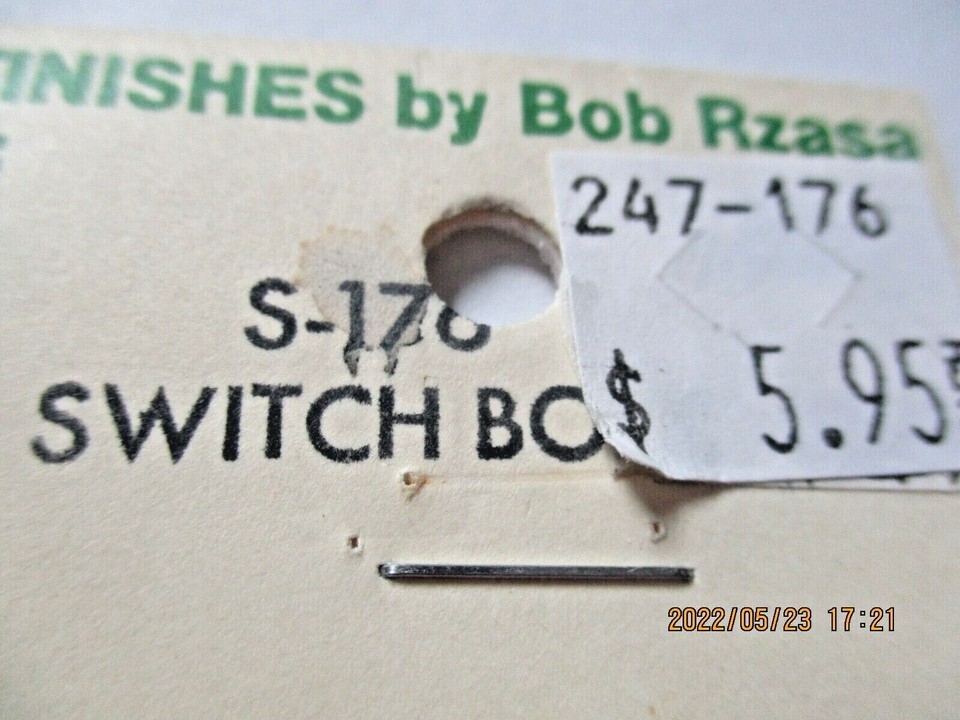 INISHES by Bob Rzasa
247-176
S-176
SWITCH BO
$ 5.95
2022/05/23 17:21